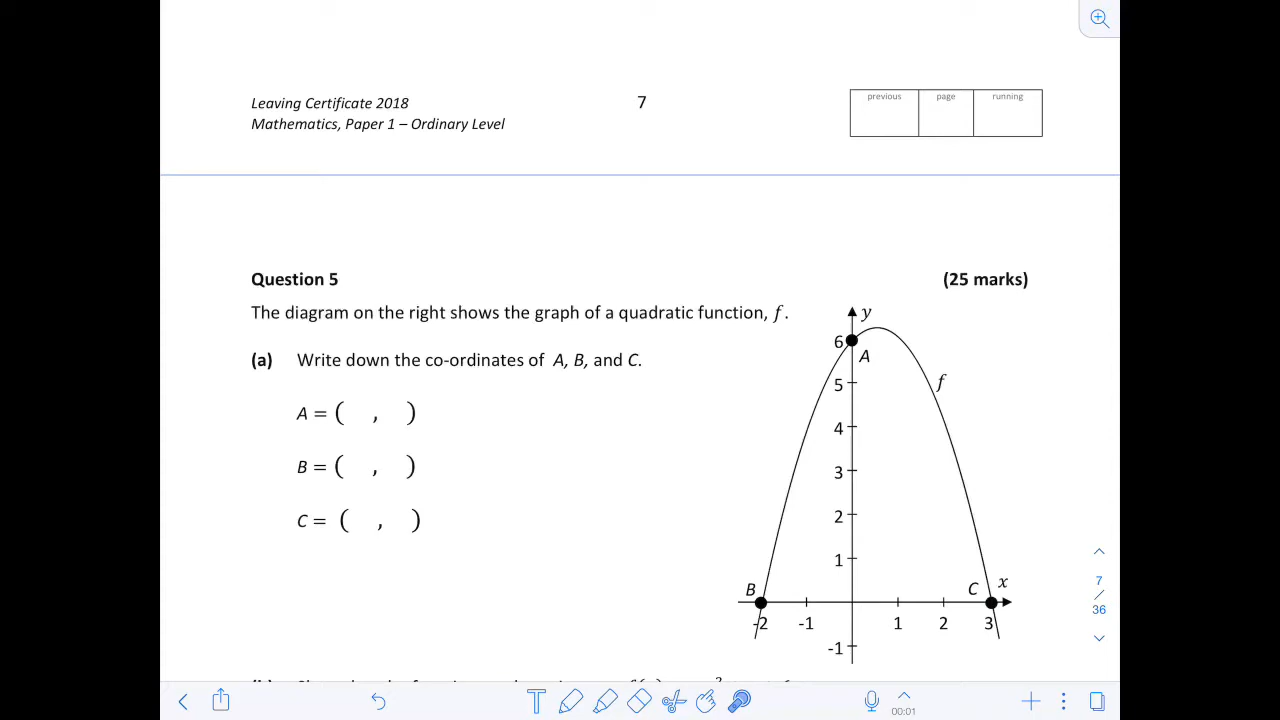 Leaving Certificate 2018
Mathematics, Paper 1 – Ordinary Level
7
previous page running
Question 5
(25 marks)
The diagram on the right shows the graph of a quadratic function, f.
(a) Write down the co-ordinates of A, B, and C.
A = ( , )
B = ( , )
C = ( , )
y
6
A
5
f
4
3
2
1
B
C
x
-2 -1 1 2 3
-1
7
/
36
T
00:01